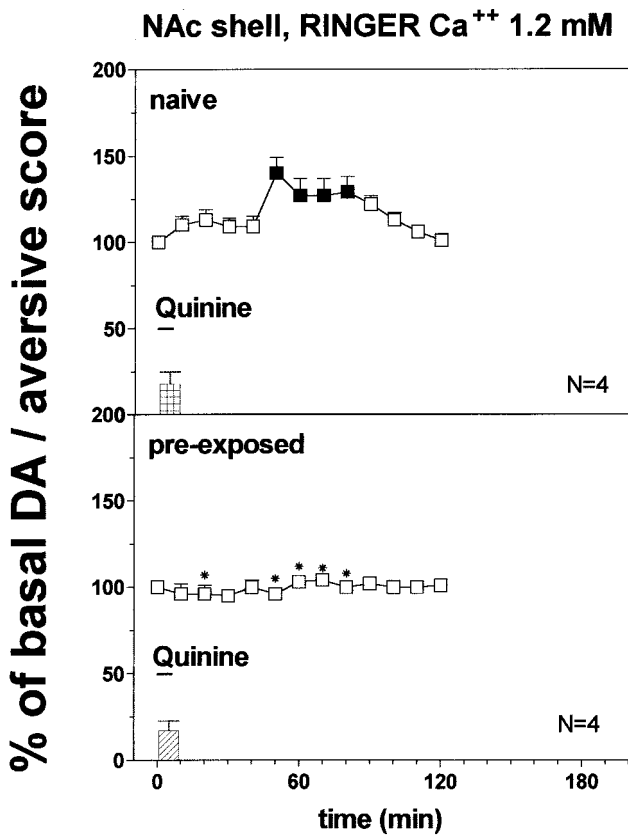 NAc shell, RINGER Ca++ 1.2 mM
% of basal DA / aversive score
200
naive
150
100
Quinine
50
N=4
200
pre-exposed
150
100
* * * * *
Quinine
50
N=4
0
0 60 120 180
time (min)